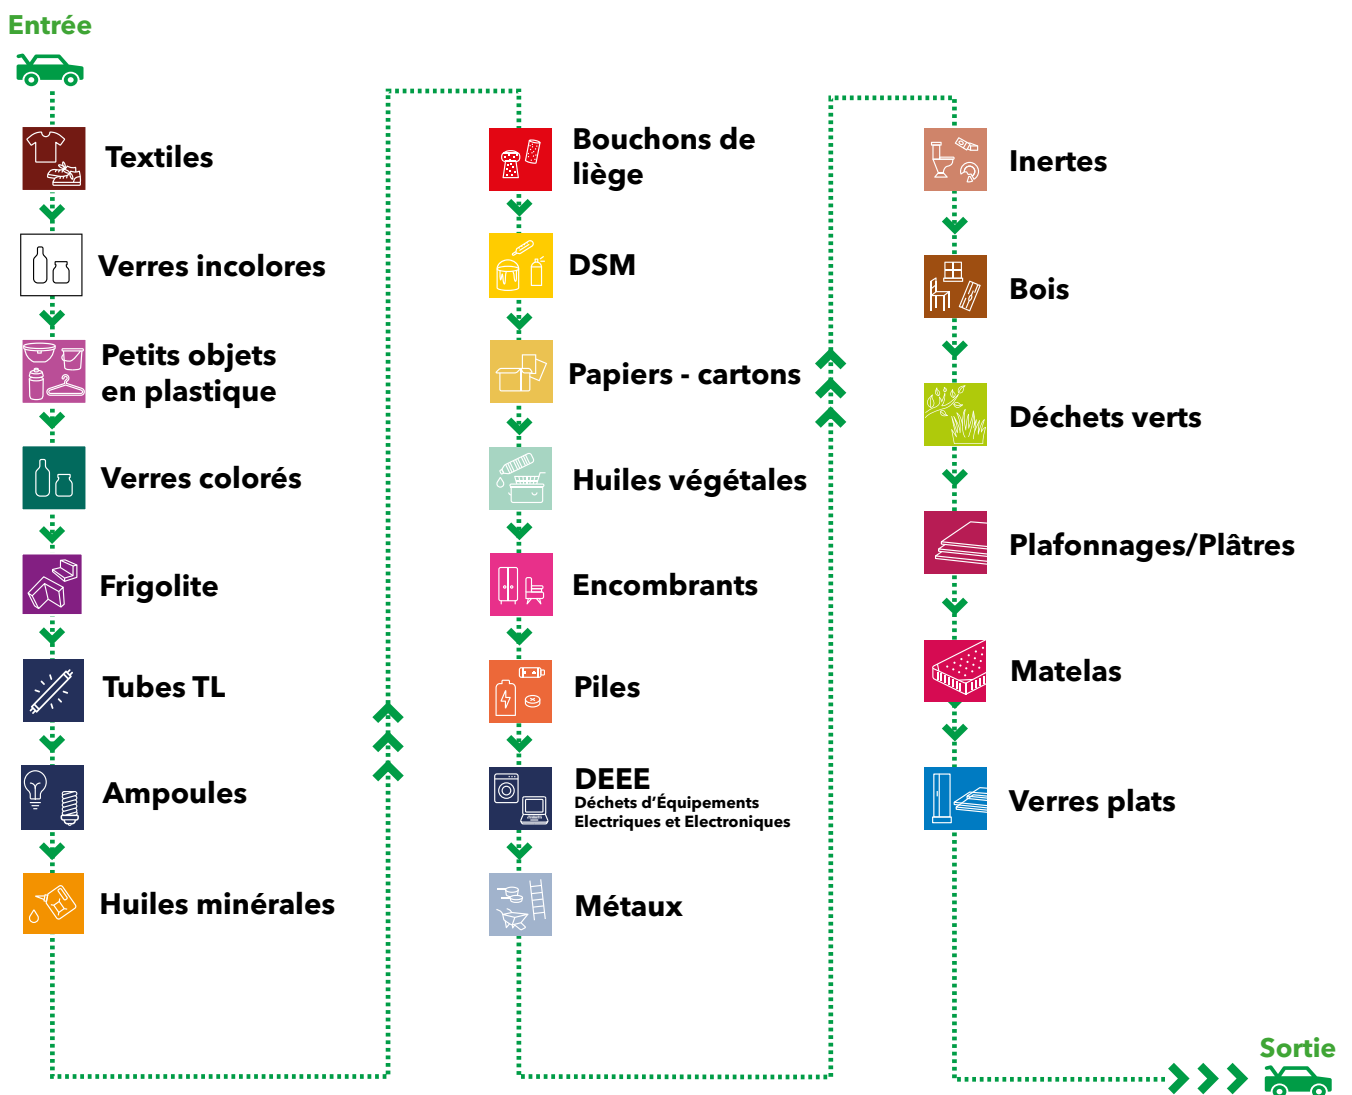 Entrée
Textiles
Verres incolores
Petits objets
en plastique
Verres colorés
Frigolite
Tubes TL
Ampoules
Huiles minérales
Bouchons de
liège
DSM
Papiers - cartons
Huiles végétales
Encombrants
Piles
DEEE
Déchets d’Équipements
Electriques et Electroniques
Métaux
Inertes
Bois
Déchets verts
Plafonnages/Plâtres
Matelas
Verres plats
Sortie